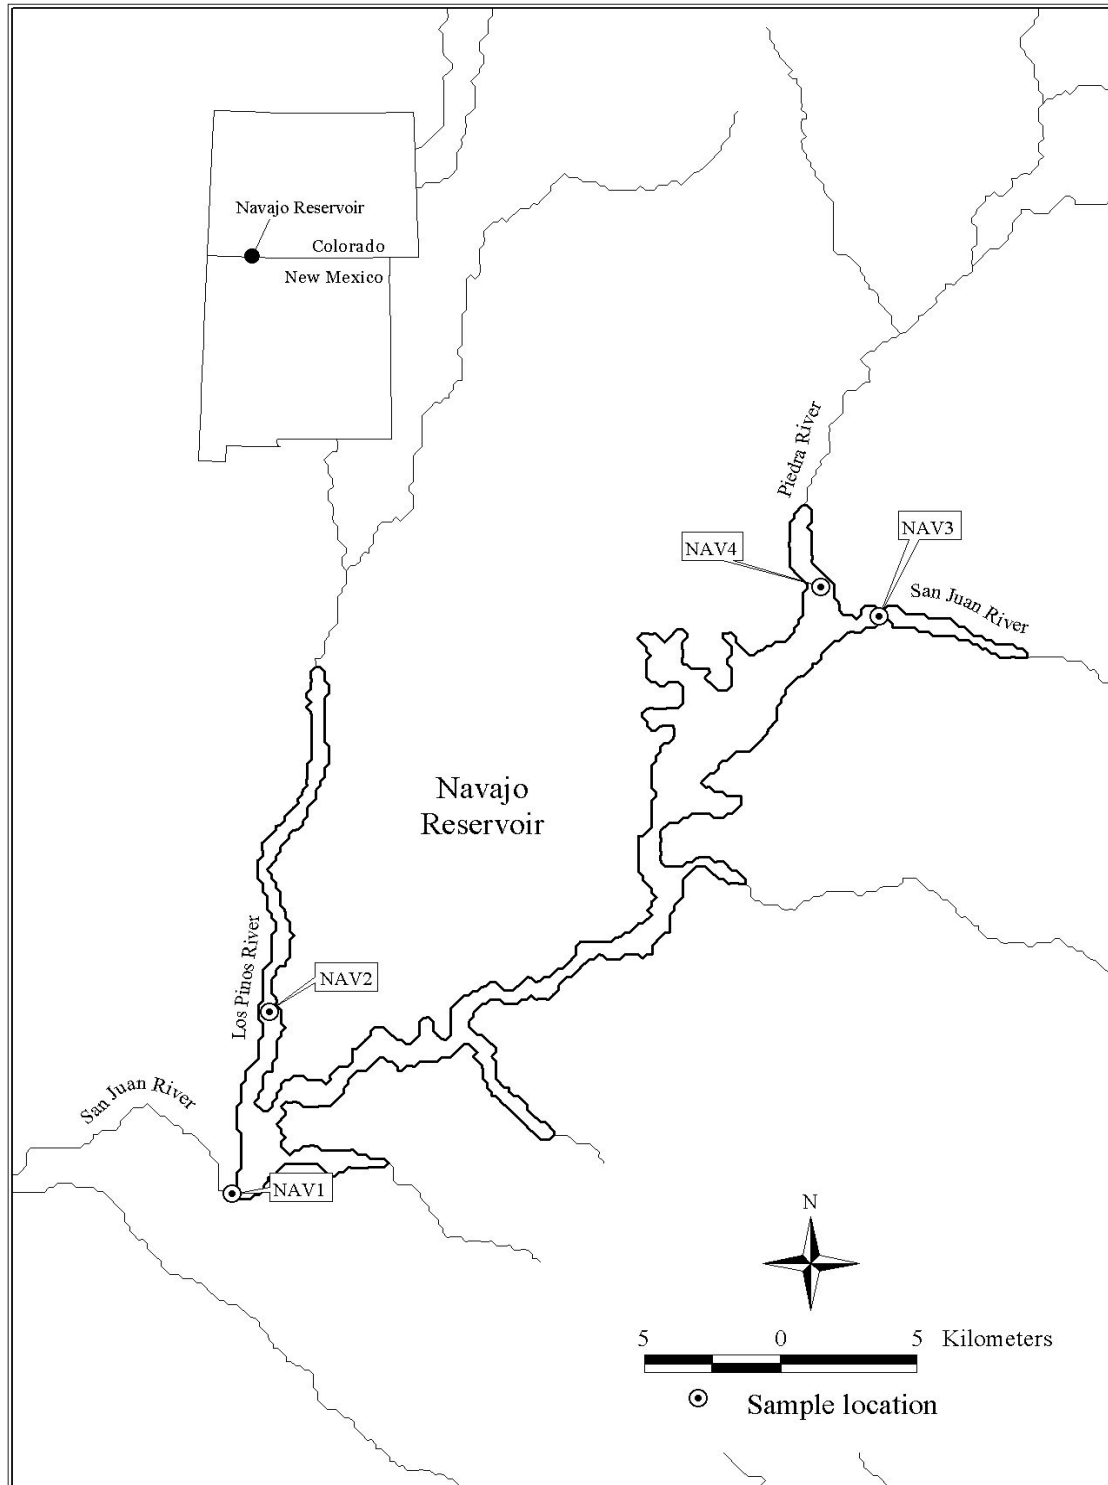 Navajo Reservoir
Colorado
New Mexico
Piedra River
NAV3
NAV4
San Juan River
Navajo
Reservoir
Los Pinos River
NAV2
San Juan River
NAV1
N
5 0 5 Kilometers
Sample location